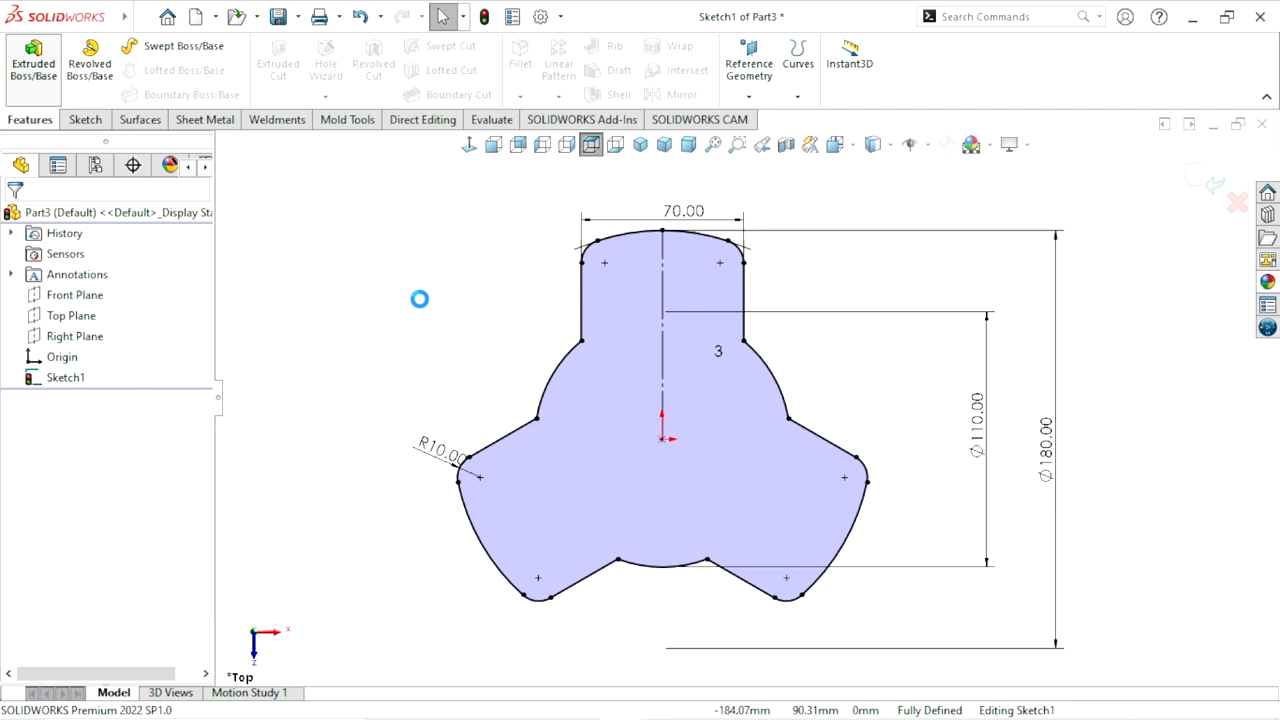 SOLIDWORKS
Sketch1 of Part3 *
Search Commands
Extruded Boss/Base
Revolved Boss/Base
Swept Boss/Base
Lofted Boss/Base
Boundary Boss/Base
Extruded Cut
Hole Wizard
Revolved Cut
Swept Cut
Lofted Cut
Boundary Cut
Fillet
Linear Pattern
Rib
Draft
Shell
Wrap
Intersect
Mirror
Reference Geometry
Curves
Instant3D
Features
Sketch
Surfaces
Sheet Metal
Weldments
Mold Tools
Direct Editing
Evaluate
SOLIDWORKS Add-Ins
SOLIDWORKS CAM
Part3 (Default) <<Default>_Display Sta
History
Sensors
Annotations
Front Plane
Top Plane
Right Plane
Origin
Sketch1
70.00
3
R10.00
∅110.00
∅180.00
x
z
*Top
Model
3D Views
Motion Study 1
SOLIDWORKS Premium 2022 SP1.0
-184.07mm
90.31mm
0mm
Fully Defined
Editing Sketch1